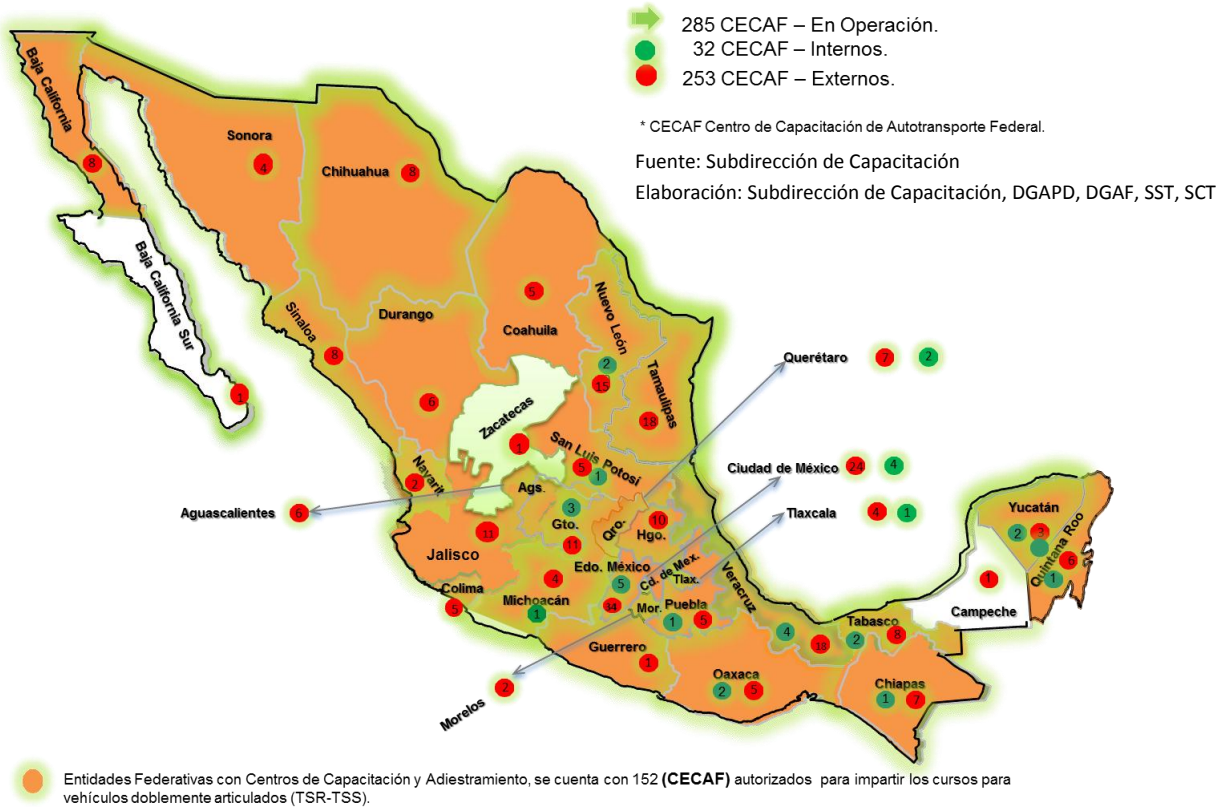 285 CECAF – En Operación.
32 CECAF – Internos.
253 CECAF – Externos.
* CECAF Centro de Capacitación de Autotransporte Federal.
Fuente: Subdirección de Capacitación
Elaboración: Subdirección de Capacitación, DGAPD, DGAF, SST, SCT
Baja California
8
Sonora
4
Chihuahua
8
Baja California Sur
1
Sinaloa
8
Durango
6
Coahuila
5
Nuevo León
2
15
Tamaulipas
18
Zacatecas
1
San Luis Potosí
5
1
Navarit
2
Ags.
Aguascalientes
6
Querétaro
7
2
Ciudad de México
24
4
Tlaxcala
4
1
Gto.
3
11
Qro-
Hgo.
10
Jalisco
11
Edo. México
5
14
Cd. de Mex.
Tlax.
Colima
5
Michoacán
4
1
Mor.
Puebla
1
5
Veracruz
4
18
Morelos
2
Guerrero
1
Oaxaca
2
5
Tabasco
2
8
Chiapas
1
7
Campeche
1
Yucatán
2
3
Quintana Roo
6
1
Entidades Federativas con Centros de Capacitación y Adiestramiento, se cuenta con 152 (CECAF) autorizados para impartir los cursos para
vehículos doblemente articulados (TSR-TSS).